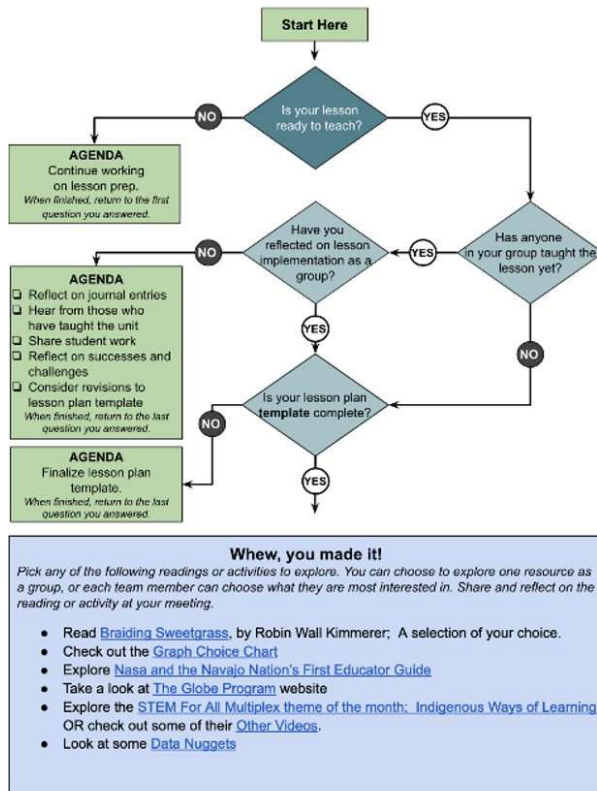 Start Here
Is your lesson
ready to teach?
NO
YES
AGENDA
Continue working
on lesson prep.
When finished, return to the first
question you answered.
Has anyone
in your group taught the
lesson yet?
YES
Have you
reflected on lesson
implementation as a
group?
NO
AGENDA
❏ Reflect on journal entries
❏ Hear from those who
have taught the unit
❏ Share student work
❏ Reflect on successes and
challenges
❏ Consider revisions to
lesson plan template
When finished, return to the last
question you answered.
YES
NO
Is your lesson plan
template complete?
NO
AGENDA
Finalize lesson plan
template.
When finished, return to the last
question you answered.
YES
Whew, you made it!
Pick any of the following readings or activities to explore. You can choose to explore one resource as
a group, or each team member can choose what they are most interested in. Share and reflect on the
reading or activity at your meeting.
● Read Braiding Sweetgrass, by Robin Wall Kimmerer; A selection of your choice.
● Check out the Graph Choice Chart
● Explore Nasa and the Navajo Nation's First Educator Guide
● Take a look at The Globe Program website
● Explore the STEM For All Multiplex theme of the month; Indigenous Ways of Learning
OR check out some of their Other Videos.
● Look at some Data Nuggets